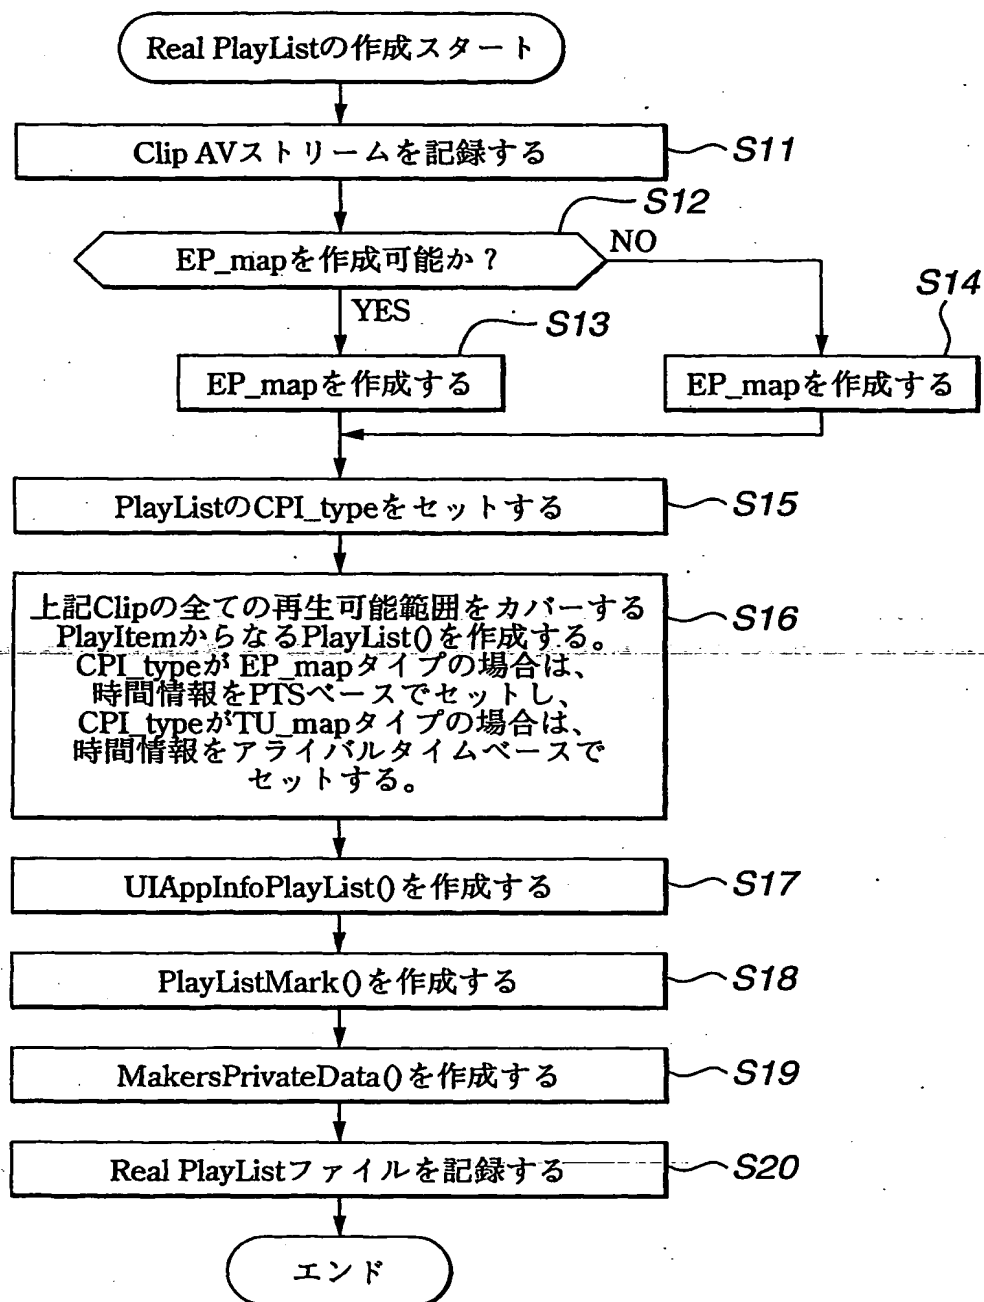 Real PlayListの作成スタート
Clip AVストリームを記録する
S11
S12
EP_mapを作成可能か？
NO
YES
S13
S14
EP_mapを作成する
EP_mapを作成する
PlayListのCPI_typeをセットする
S15
上記Clipの全ての再生可能範囲をカバーする
PlayItemからなるPlayList()を作成する。
CPI_typeが EP_mapタイプの場合は、
時間情報をPTSベースでセットし、
CPI_typeがTU_mapタイプの場合は、
時間情報をアライバルタイムベースで
セットする。
S16
UIAppInfoPlayList()を作成する
S17
PlayListMark()を作成する
S18
MakersPrivateData()を作成する
S19
Real PlayListファイルを記録する
S20
エンド